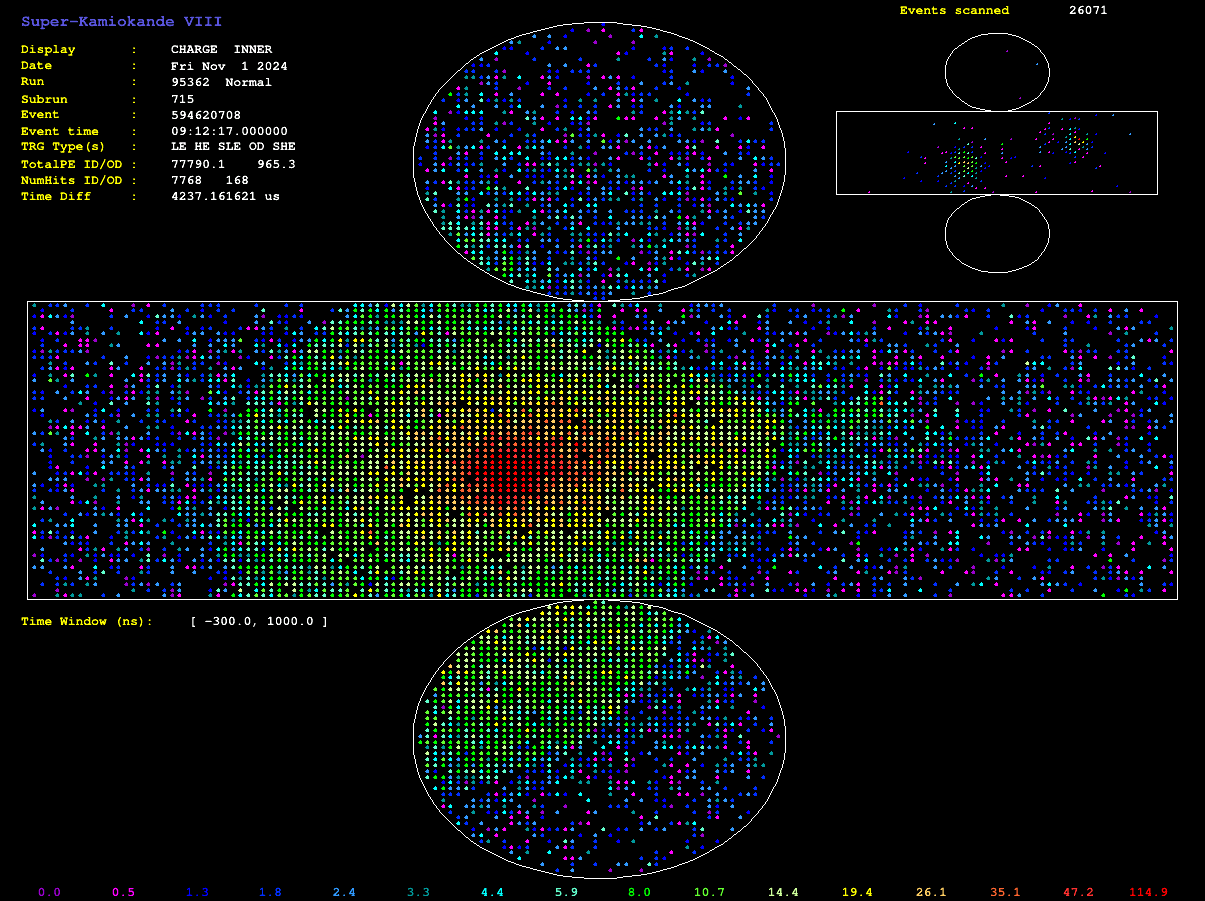 Super-Kamiokande VIII
Events scanned 26071
Display : CHARGE INNER
Date : Fri Nov 1 2024
Run : 95362 Normal
Subrun : 715
Event : 594620708
Event time : 09:12:17.000000
TRG Type(s) : LE HE SLE OD SHE
TotalPE ID/OD : 77790.1 965.3
NumHits ID/OD : 7768 168
Time Diff : 4237.161621 us
Time Window (ns): [ -300.0, 1000.0 ]
0.0 0.5 1.3 1.8 2.4 3.3 4.4 5.9 8.0 10.7 14.4 19.4 26.1 35.1 47.2 114.9